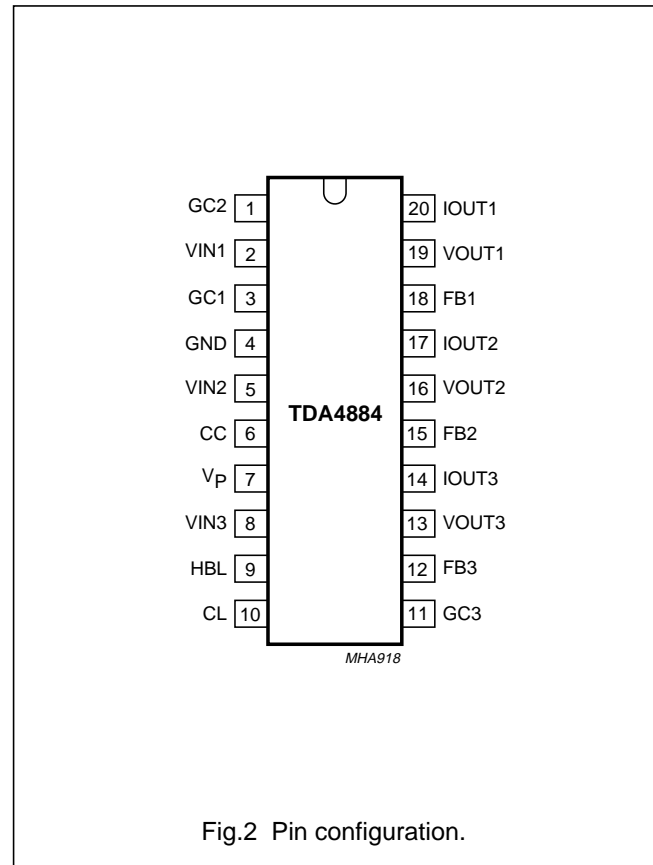 GC2 1 20 IOUT1
VIN1 2 19 VOUT1
GC1 3 18 FB1
GND 4 17 IOUT2
VIN2 5 16 VOUT2
TDA4884
CC 6 15 FB2
VP 7 14 IOUT3
VIN3 8 13 VOUT3
HBL 9 12 FB3
CL 10 11 GC3
MHA918
Fig.2 Pin configuration.